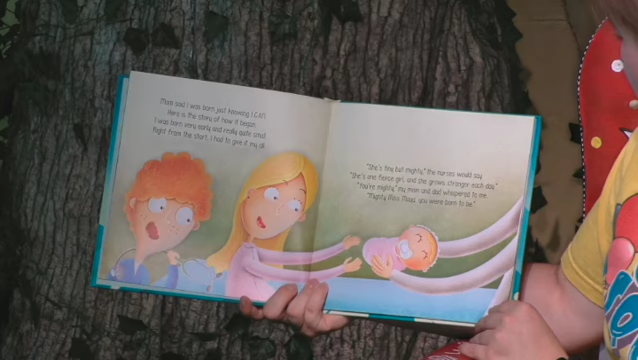 Mom said I was born just knowing I CAN.
Here is the story of how it began.
I was born very early and really quite small.
Right from the start, I had to give it my all.
"She's tiny but mighty," the nurses would say.
"She's one fierce girl, and she grows stronger each day."
"You're mighty," my mom and dad whispered to me.
"Mighty Miss Maya, you were born to be."